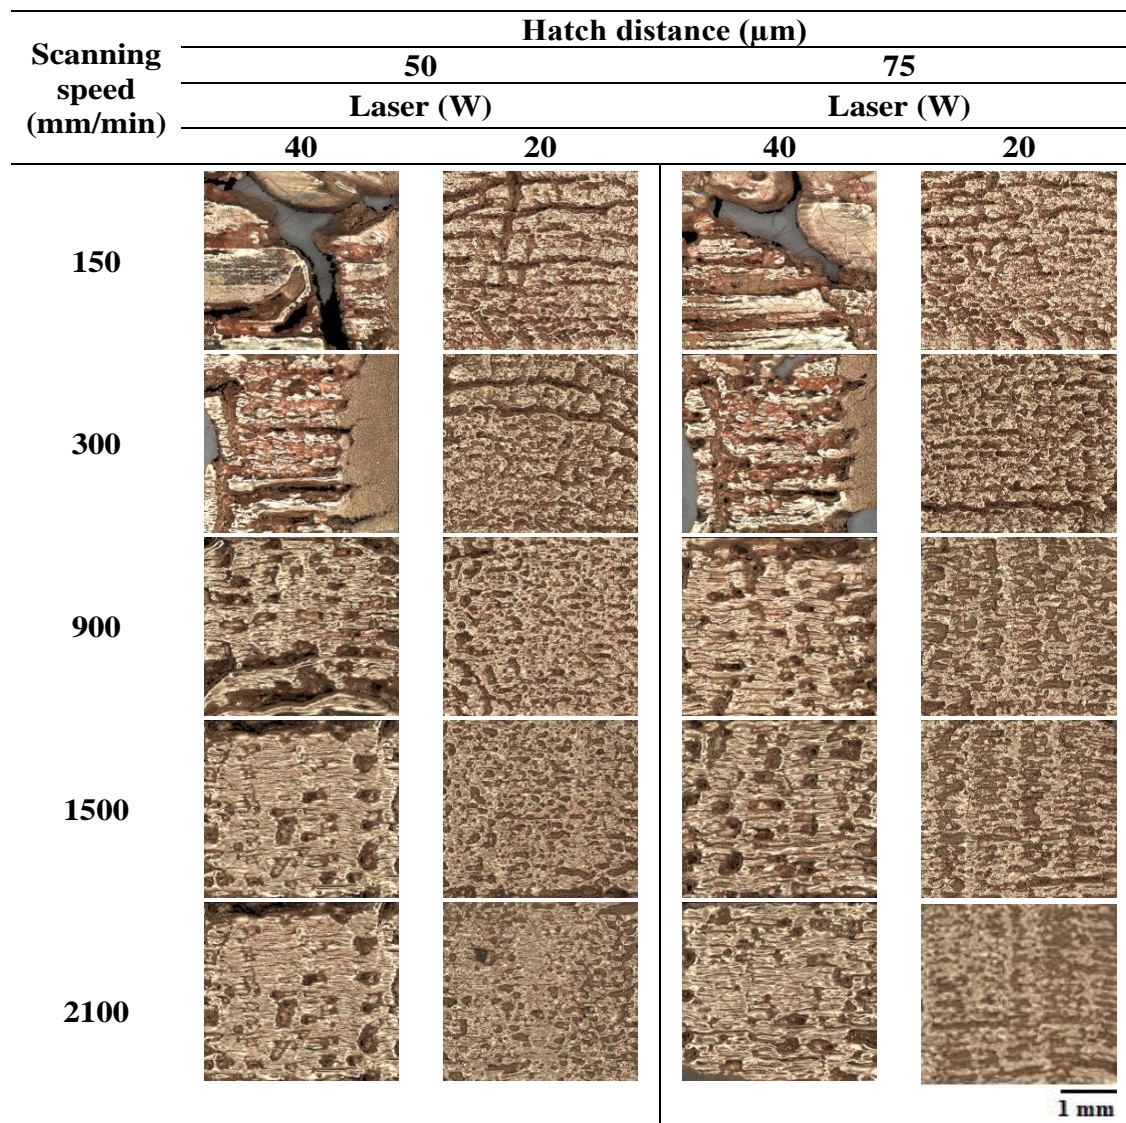 Hatch distance (µm)
Scanning
speed
(mm/min)
50 75
Laser (W) Laser (W)
40 20 40 20
150
300
900
1500
2100
1 mm